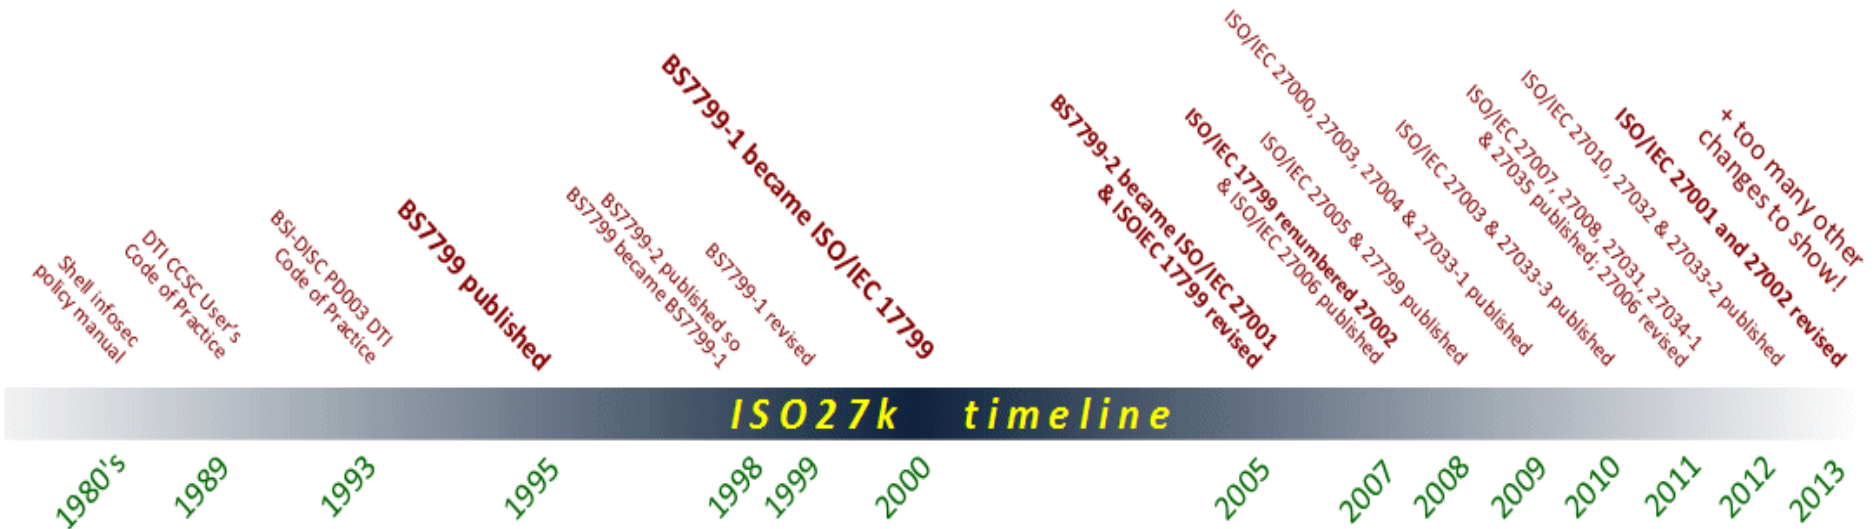 Shell infosec
policy manual
DTI CCSC User's
Code of Practice
BSI-DISC PD003 DTI
Code of Practice
BS7799 published
BS7799-2 published so
BS7799 became BS7799-1
BS7799-1 revised
BS7799-1 became ISO/IEC 17799
BS7799-2 became ISO/IEC 27001
& ISOIEC 17799 revised
ISO/IEC 17799 renumbered 27002
& ISO/IEC 27006 published
ISO/IEC 27005 & 27799 published
ISO/IEC 27000, 27003, 27004 & 27033-1 published
ISO/IEC 27003 & 27033-3 published
ISO/IEC 27007, 27008, 27031, 27034-1
& 27035 published; 27006 revised
ISO/IEC 27010, 27032 & 27033-2 published
ISO/IEC 27001 and 27002 revised
+ too many other
changes to show!
ISO27k timeline
1980's
1989
1993
1995
1998
1999
2000
2005
2007
2008
2009
2010
2011
2012
2013